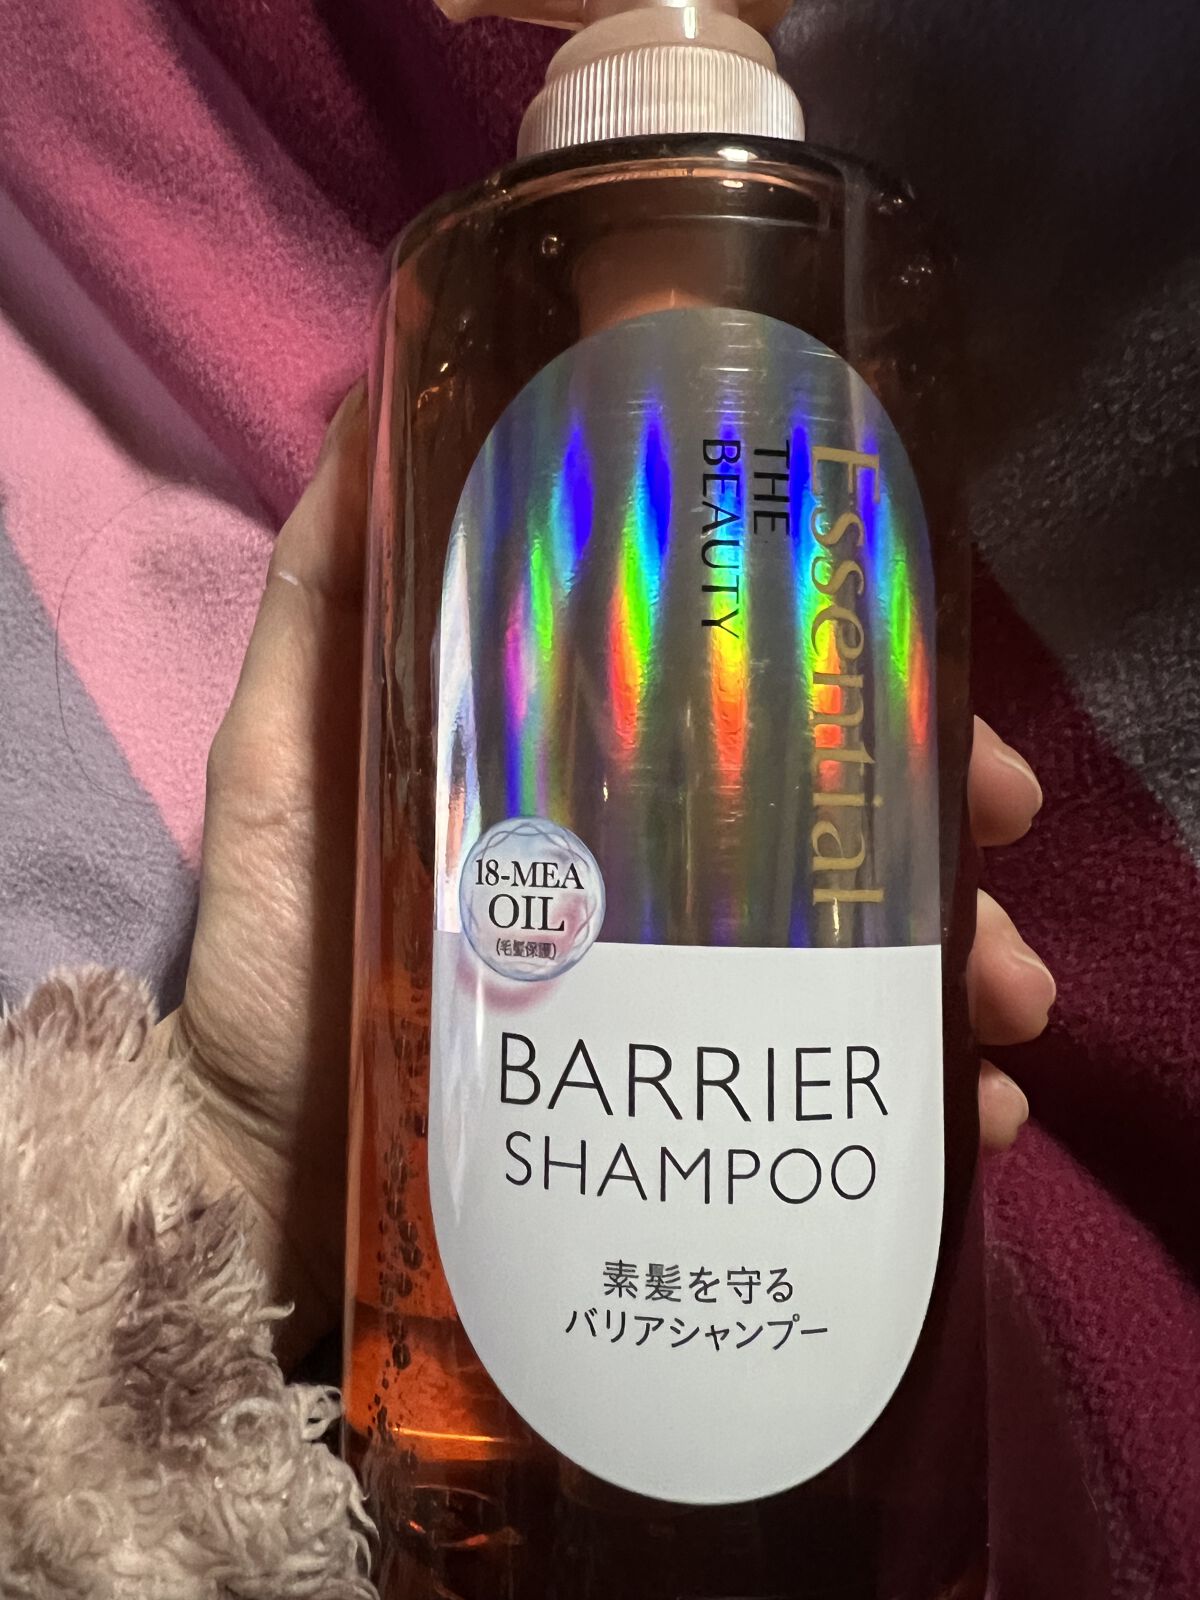 Essential
THE
BEAUTY
18-MEA
OIL
(毛髪保護)
BARRIER
SHAMPOO
素髪を守る
バリアシャンプー